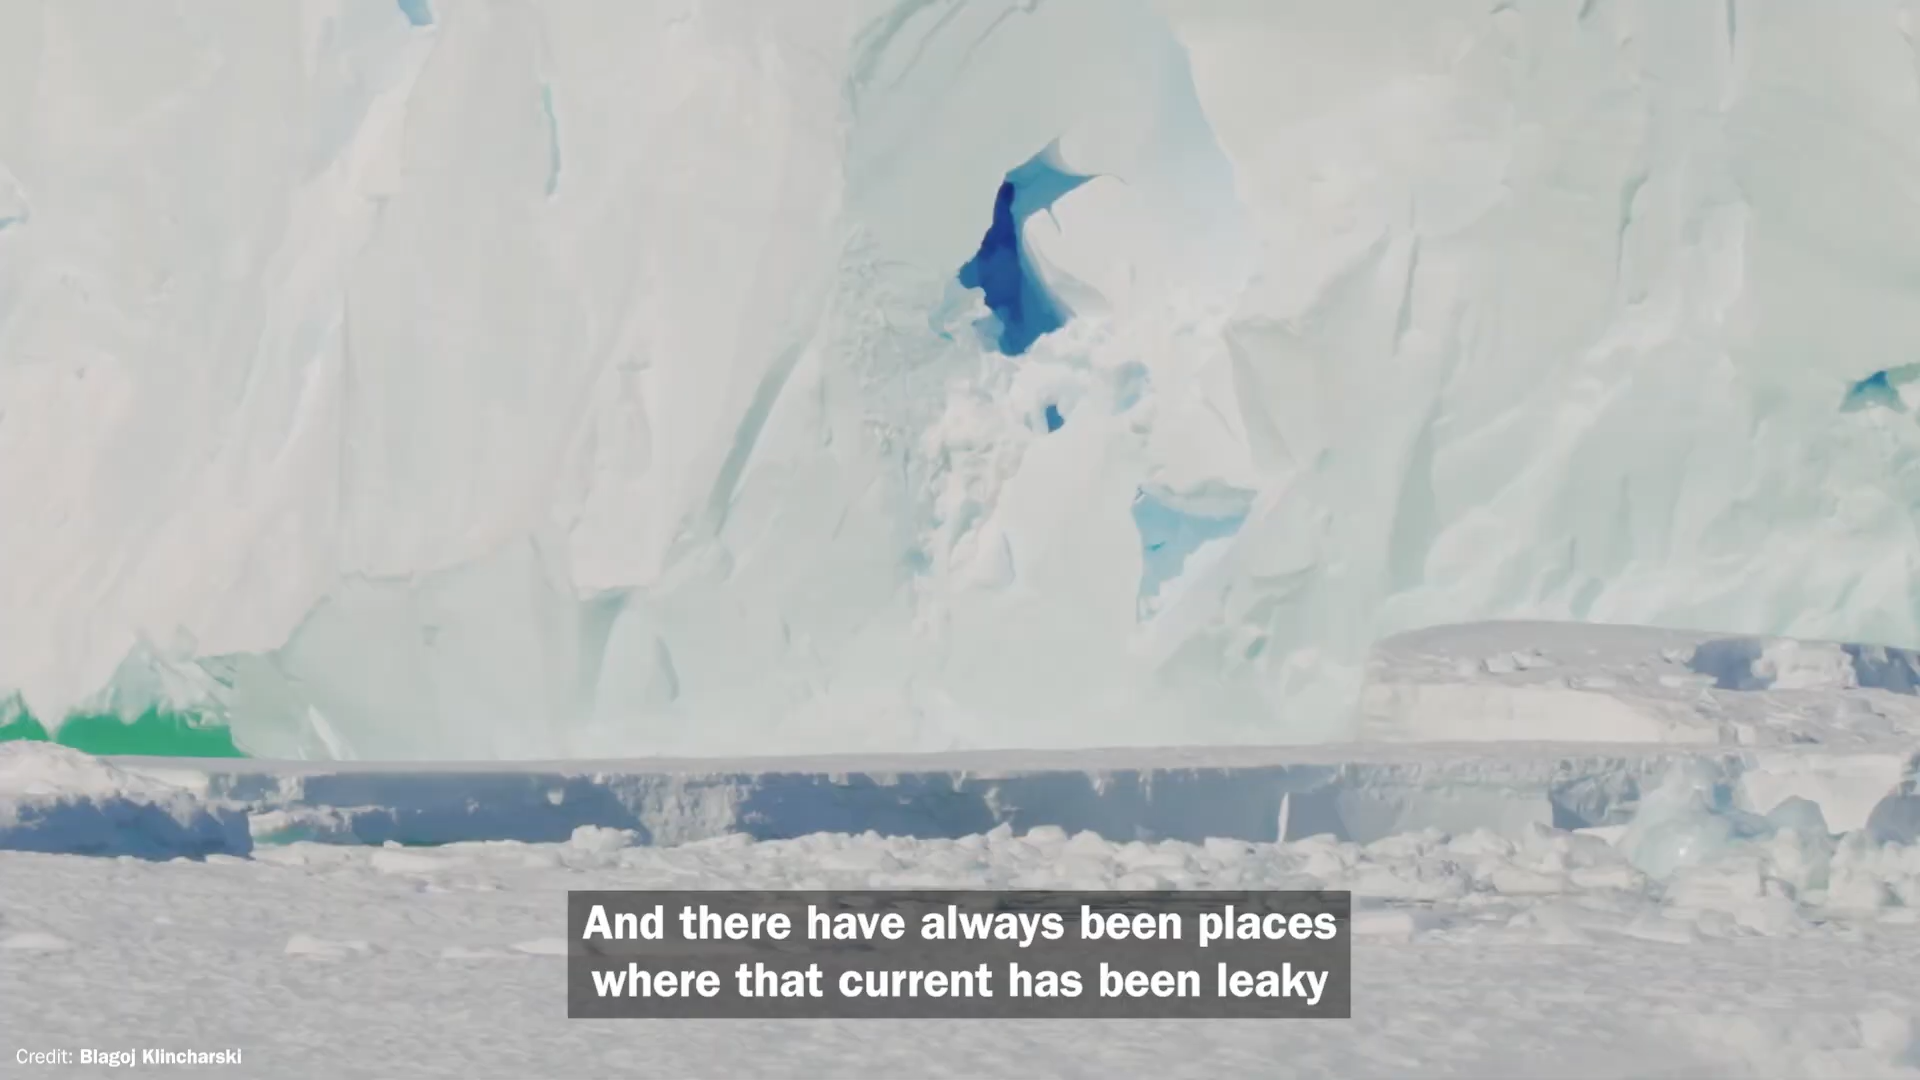 And there have always been places
where that current has been leaky
Credit: Blagoj Klincharski